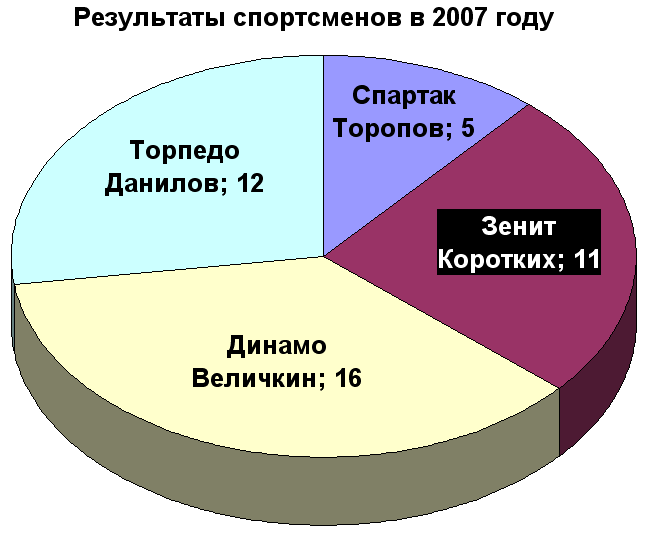 Результаты спортсменов в 2007 году
Спартак
Торопов; 5
Зенит
Коротких; 11
Динамо
Величкин; 16
Торпедо
Данилов; 12